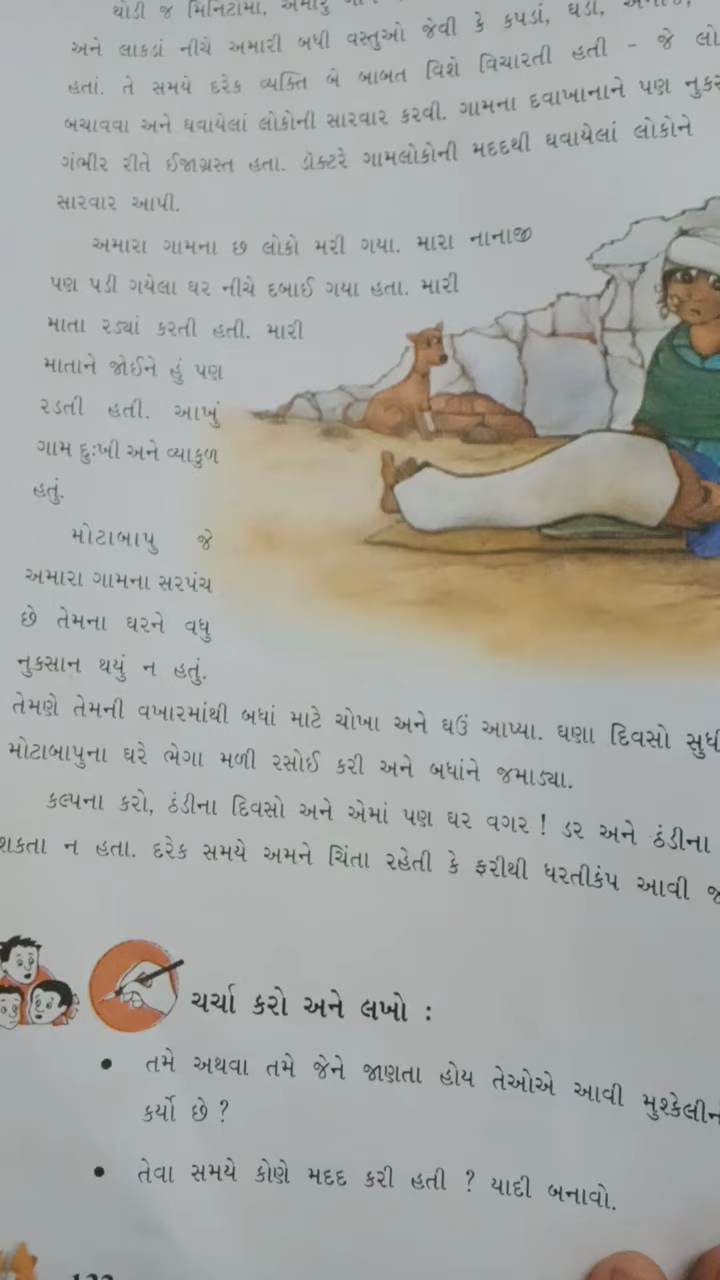 થોડી જ મિનિટોમાં, અમારું
અને લાકડાં નીચે અમારી બધી વસ્તુઓ જેવી કે કપડાં, ઘડા,
હતાં. તે સમયે દરેક વ્યક્તિ બે બાબત વિશે વિચારતી હતી – જે લો
બચાવવા અને ઘવાયેલાં લોકોની સારવાર કરવી. ગામના દવાખાનાને પણ નુક
ગંભીર રીતે ઈજાગ્રસ્ત હતા. ડૉક્ટરે ગામલોકોની મદદથી ઘવાયેલાં લોકોને
સારવાર આપી.
અમારા ગામના છ લોકો મરી ગયા. મારા નાનાજી
પણ પડી ગયેલા ઘર નીચે દબાઈ ગયા હતા. મારી
માતા રડ્યાં કરતી હતી. મારી
માતાને જોઈને હું પણ
રડતી હતી. આખું
ગામ દુઃખી અને વ્યાકુળ
હતું.
મોટાબાપુ જે
અમારા ગામના સરપંચ
છે તેમના ઘરને વધુ
નુકસાન થયું ન હતું.
તેમણે તેમની વખારમાંથી બધાં માટે ચોખા અને ઘઉં આપ્યા. ઘણા દિવસો સુધી
મોટાબાપુના ઘરે ભેગા મળી રસોઈ કરી અને બધાંને જમાડ્યા.
કલ્પના કરો, ઠંડીના દિવસો અને એમાં પણ ઘર વગર ! ડર અને ઠંડીના
શકતા ન હતા. દરેક સમયે અમને ચિંતા રહેતી કે ફરીથી ધરતીકંપ આવી
ચર્ચા કરો અને લખો :
• તમે અથવા તમે જેને જાણતા હોય તેઓએ આવી
કર્યો છે ?
• તેવા સમયે કોણે મદદ કરી હતી ? યાદી બનાવો.